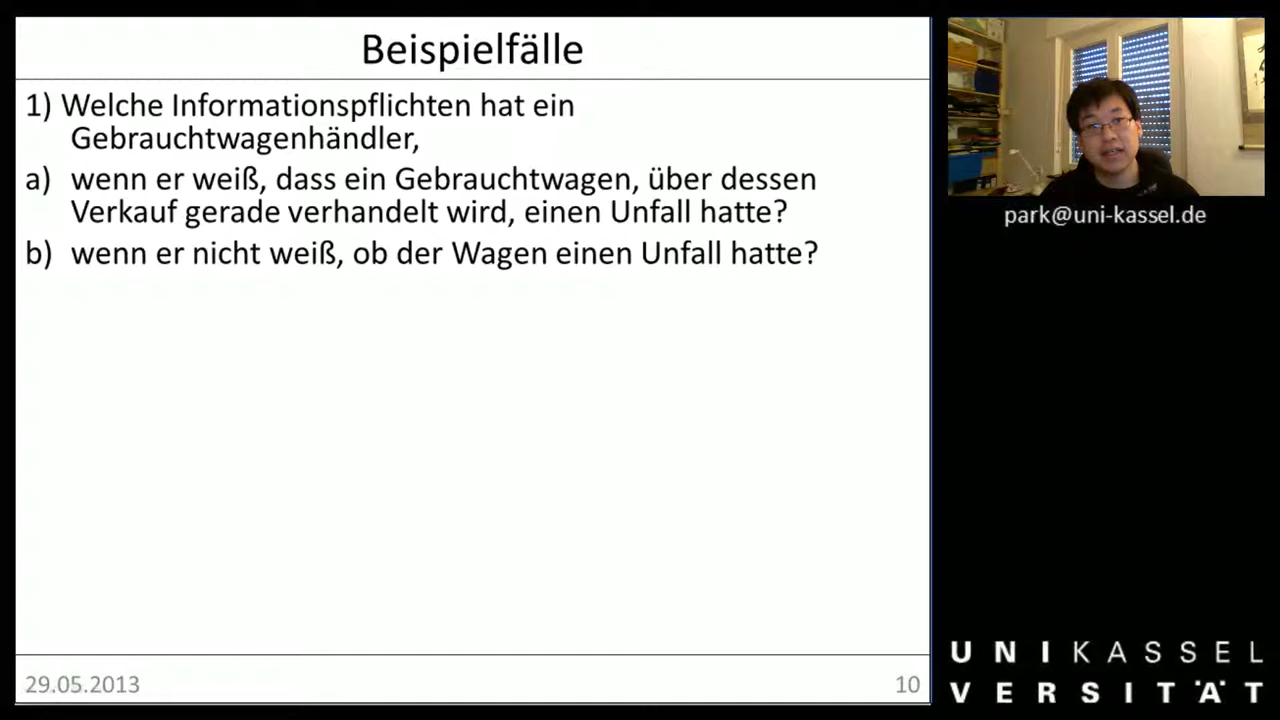 Beispielfälle
1) Welche Informationspflichten hat ein
Gebrauchtwagenhändler,
a) wenn er weiß, dass ein Gebrauchtwagen, über dessen
Verkauf gerade verhandelt wird, einen Unfall hatte?
b) wenn er nicht weiß, ob der Wagen einen Unfall hatte?
29.05.2013
10
park@uni-kassel.de
UNIKASSEL
VERSITÄT